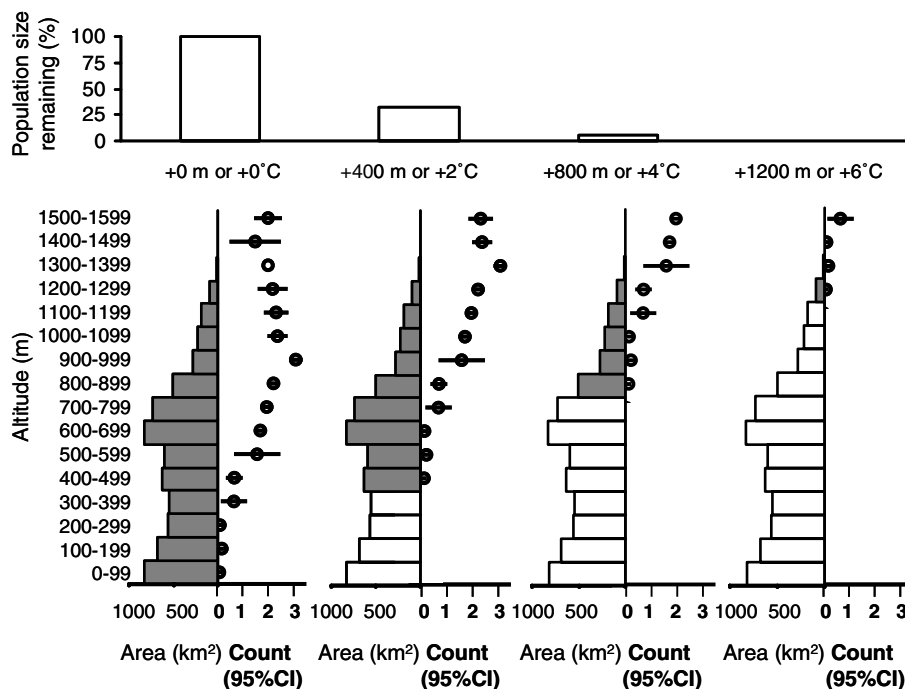 Population size
remaining (%)
100
75
50
25
0
+0 m or +0˚C
+400 m or +2˚C
+800 m or +4˚C
+1200 m or +6˚C
Altitude (m)
1500-1599
1400-1499
1300-1399
1200-1299
1100-1199
1000-1099
900-999
800-899
700-799
600-699
500-599
400-499
300-399
200-299
100-199
0-99
1000 500 0 1 2 3
1000 500 0 1 2 3
1000 500 0 1 2 3
1000 500 0 1 2 3
Area (km²) Count
(95%CI)
Area (km²) Count
(95%CI)
Area (km²) Count
(95%CI)
Area (km²) Count
(95%CI)